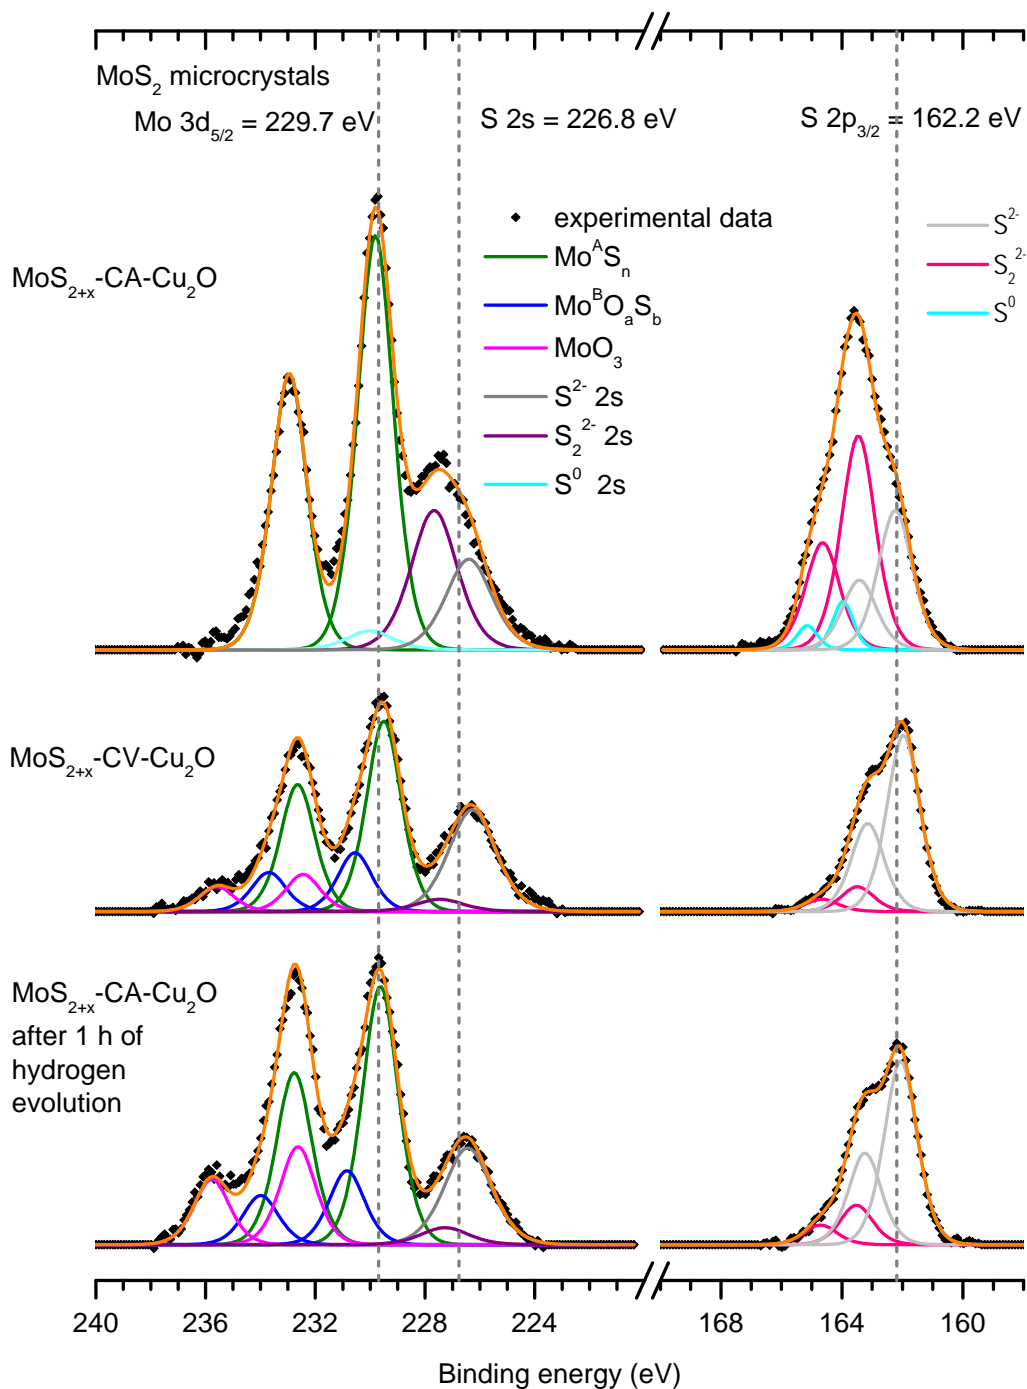 MoS₂ microcrystals
Mo 3d₅/₂ = 229.7 eV
S 2s = 226.8 eV
S 2p₃/₂ = 162.2 eV
experimental data
MoᴬSₙ
MoᴮOₐS_b
MoO₃
S²⁻ 2s
S₂²⁻ 2s
S⁰ 2s
S²⁻
S₂²⁻
S⁰
MoS₂₊ₓ-CA-Cu₂O
MoS₂₊ₓ-CV-Cu₂O
MoS₂₊ₓ-CA-Cu₂O
after 1 h of
hydrogen
evolution
240 236 232 228 224 168 164 160
Binding energy (eV)